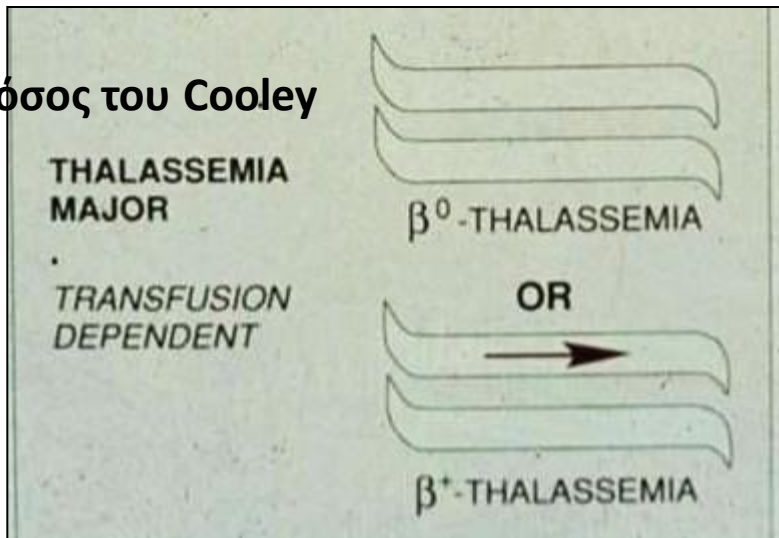 όσος του Cooley
THALASSEMIA
MAJOR
TRANSFUSION
DEPENDENT
β⁰-THALASSEMIA
OR
β⁺-THALASSEMIA